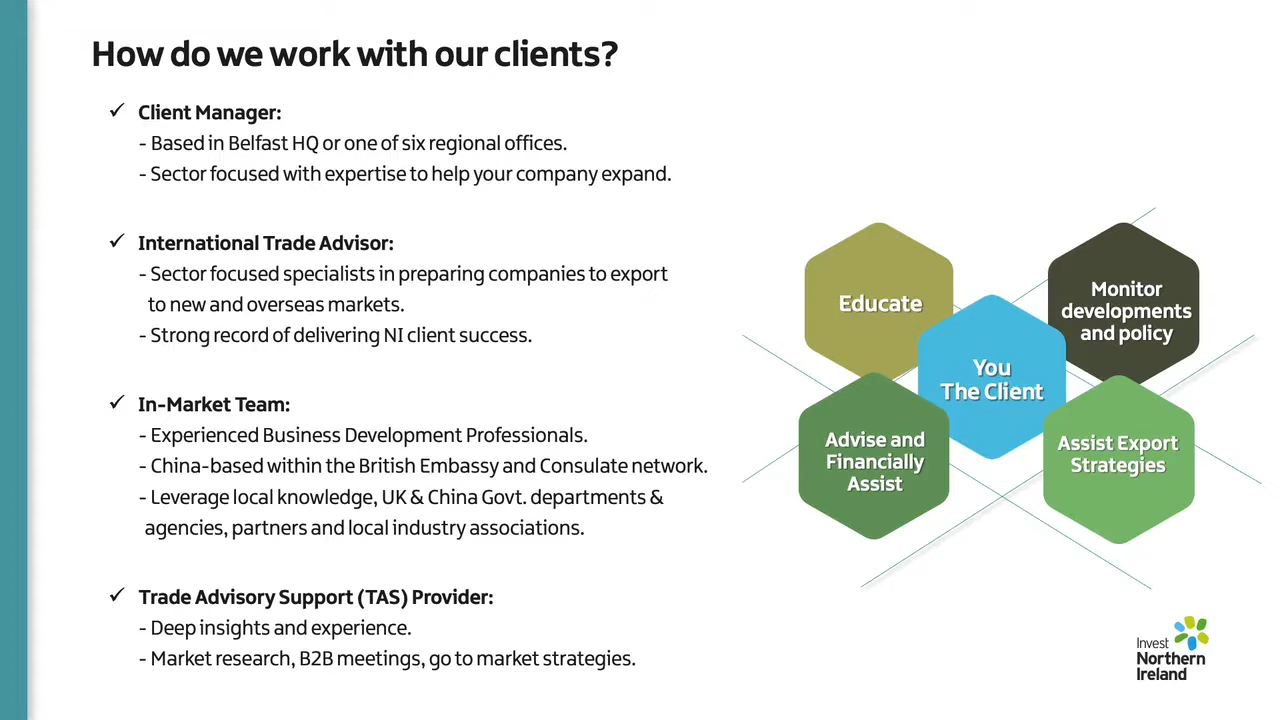 How do we work with our clients?
✓ Client Manager:
- Based in Belfast HQ or one of six regional offices.
- Sector focused with expertise to help your company expand.
✓ International Trade Advisor:
- Sector focused specialists in preparing companies to export
to new and overseas markets.
- Strong record of delivering NI client success.
✓ In-Market Team:
- Experienced Business Development Professionals.
- China-based within the British Embassy and Consulate network.
- Leverage local knowledge, UK & China Govt. departments &
agencies, partners and local industry associations.
✓ Trade Advisory Support (TAS) Provider:
- Deep insights and experience.
- Market research, B2B meetings, go to market strategies.
Educate
Monitor
developments
and policy
You
The Client
Advise and
Financially
Assist
Assist Export
Strategies
Invest
Northern
Ireland